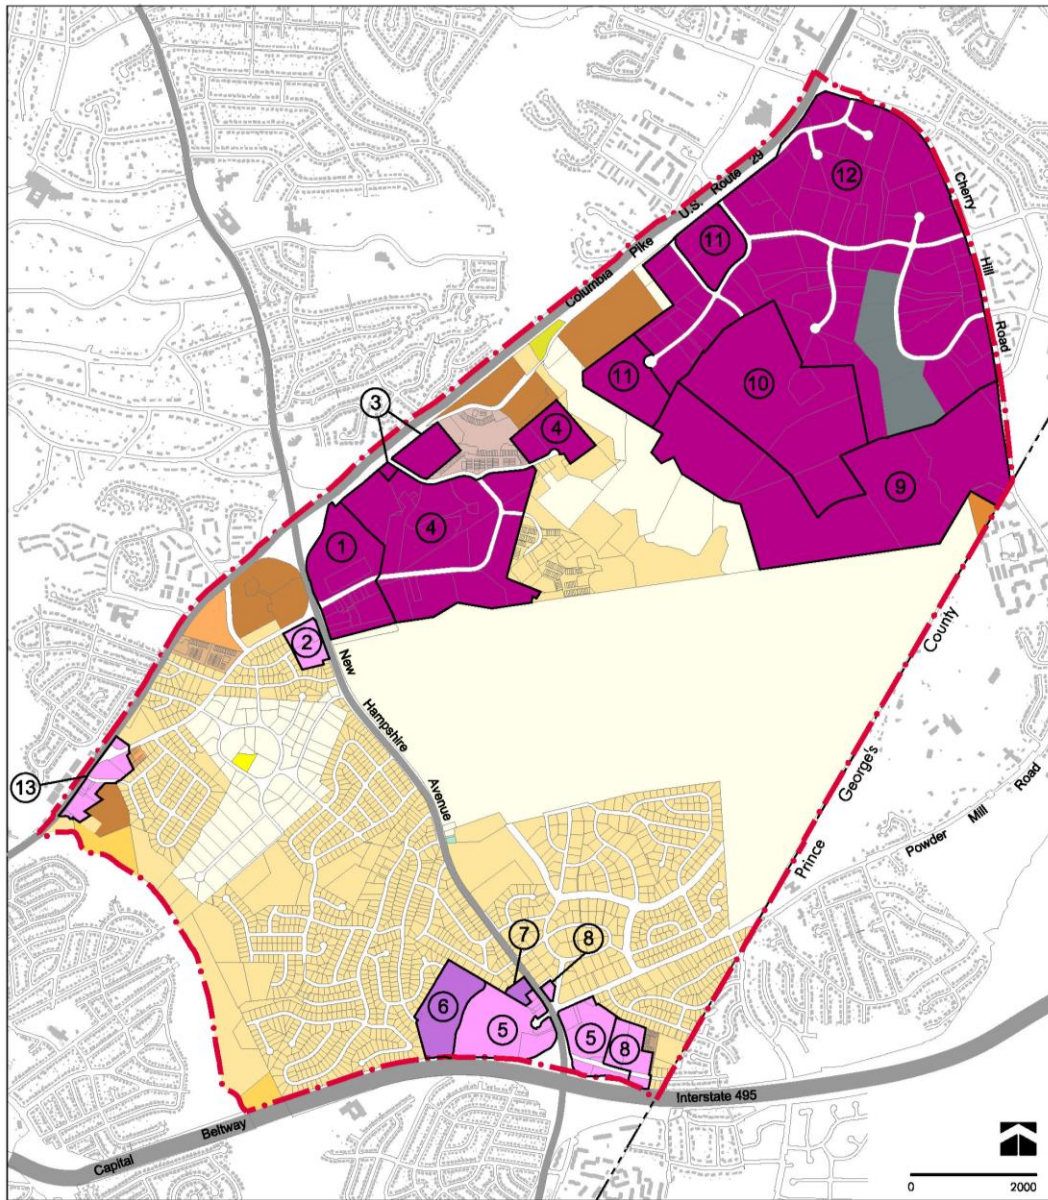 Columbia Pike U.S. Route 29
12
Cherry Hill Road
11
11
10
3
4
9
1
4
2
New Hampshire Avenue
13
Prince George's County
Powder Mill Road
7
8
6
5
5
8
Interstate 495
Capital Beltway
0 2000